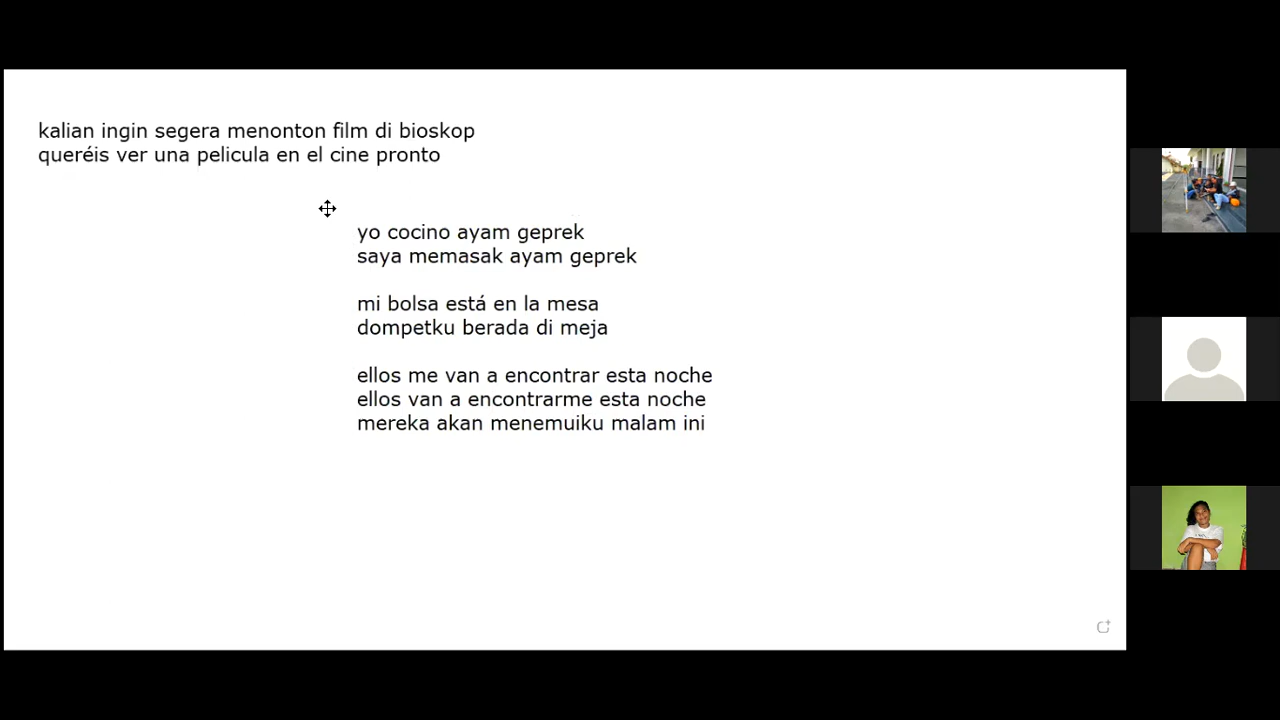 kalian ingin segera menonton film di bioskop
queréis ver una pelicula en el cine pronto
yo cocino ayam geprek
saya memasak ayam geprek
mi bolsa está en la mesa
dompetku berada di meja
ellos me van a encontrar esta noche
ellos van a encontrarme esta noche
mereka akan menemuiku malam ini